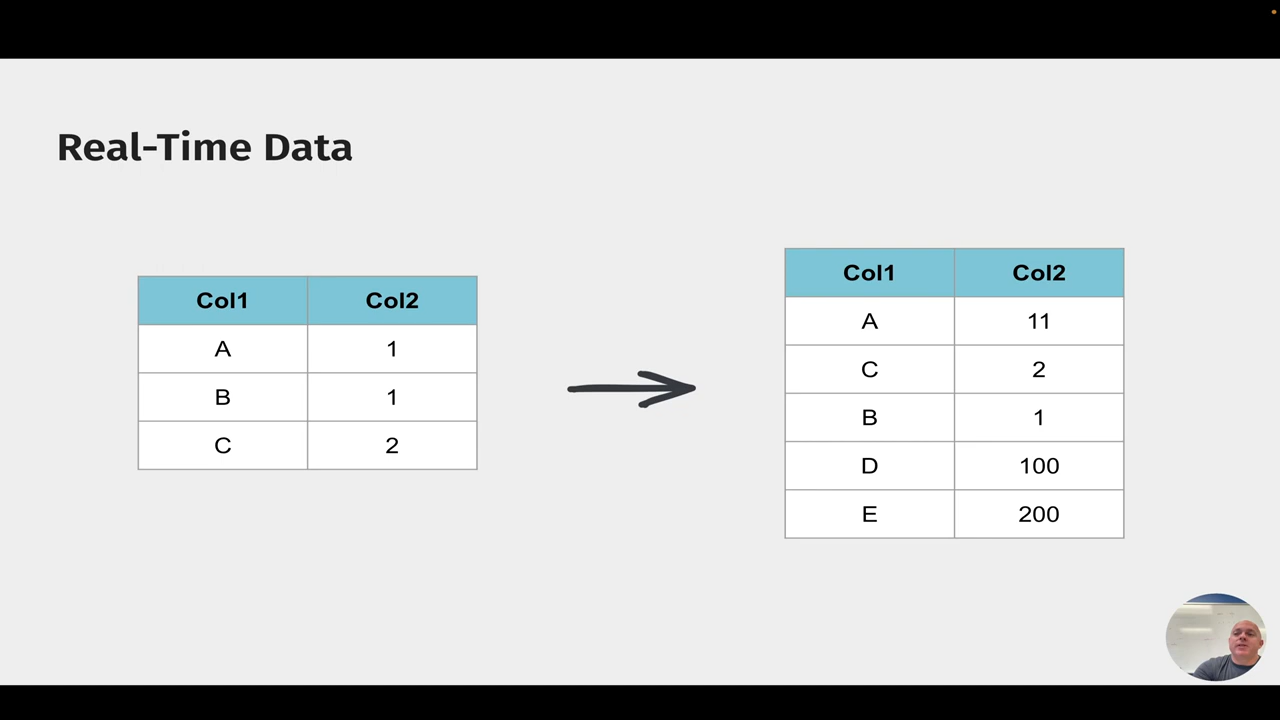 Real-Time Data
Col1 Col2
A 1
B 1
C 2
Col1 Col2
A 11
C 2
B 1
D 100
E 200